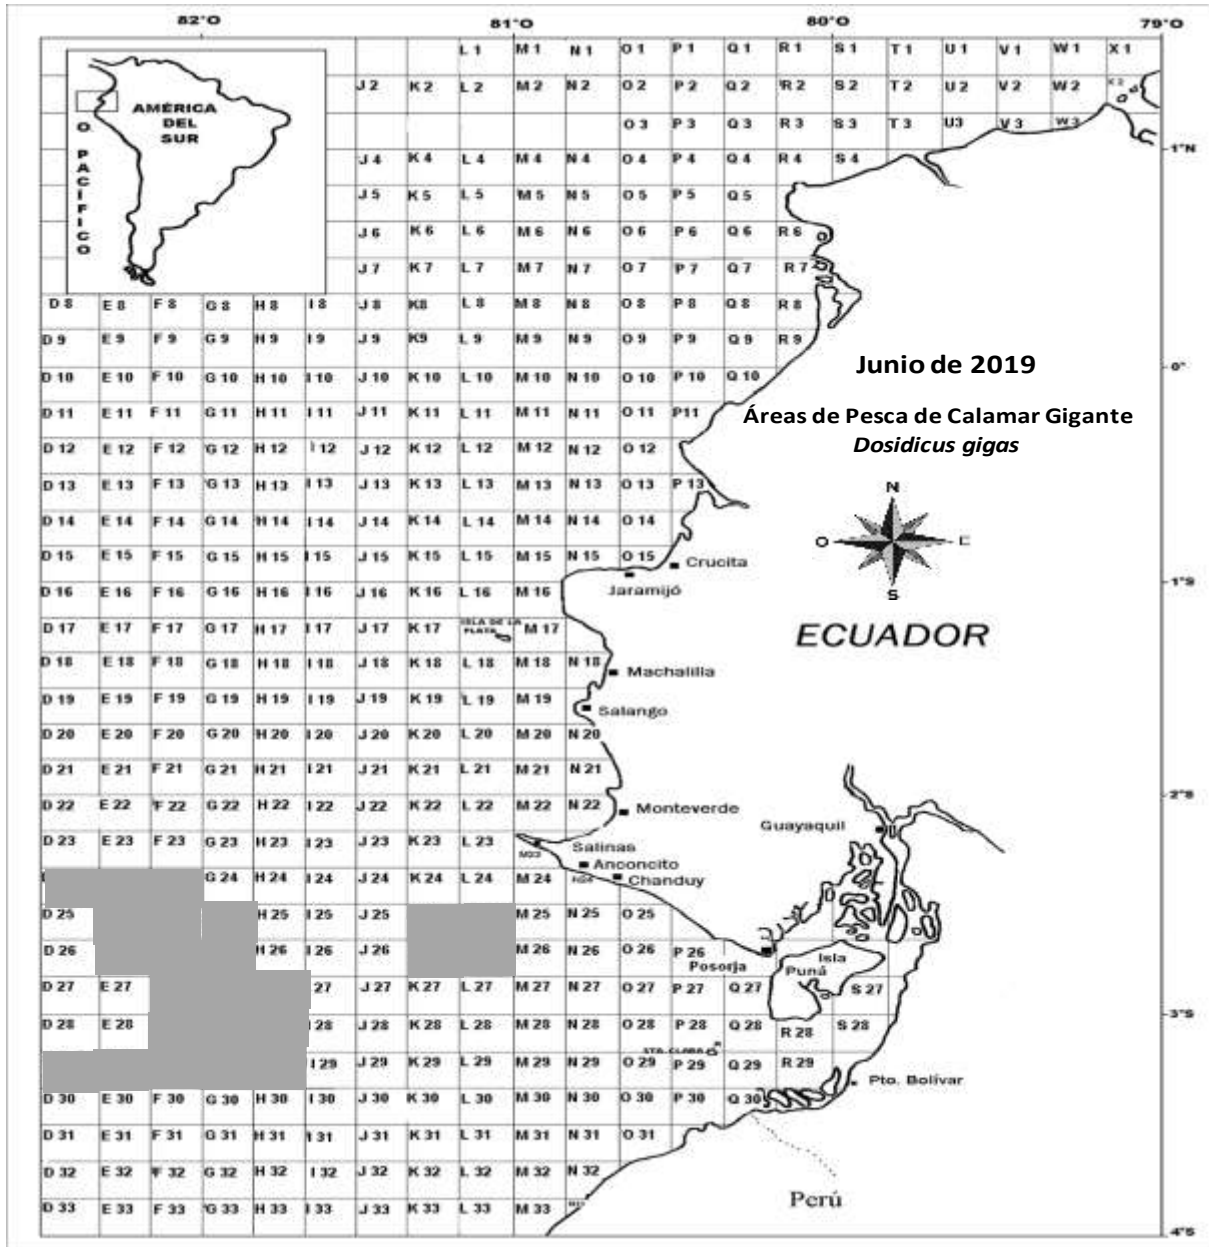 82°O 81°O 80°O 79°O
L 1 M 1 N 1 O 1 P 1 Q 1 R 1 S 1 T 1 U 1 V 1 W 1 X 1
J 2 K 2 L 2 M 2 N 2 O 2 P 2 Q 2 R 2 S 2 T 2 U 2 V 2 W 2
AMÉRICA
DEL
SUR
O. PACÍFICO
O 3 P 3 Q 3 R 3 S 3 T 3 U3 V 3 W 3
1°N
J 4 K 4 L 4 M 4 N 4 O 4 P 4 Q 4 R 4 S 4
J 5 K 5 L 5 M 5 N 5 O 5 P 5 Q 5
J 6 K 6 L 6 M 6 N 6 O 6 P 6 Q 6 R 6
J 7 K 7 L 7 M 7 N 7 O 7 P 7 Q 7 R 7
D 8 E 8 F 8 G 8 H 8 I 8 J 8 K8 L 8 M 8 N 8 O 8 P 8 Q 8 R 8
D 9 E 9 F 9 G 9 H 9 I 9 J 9 K9 L 9 M 9 N 9 O 9 P 9 Q 9 R 9
Junio de 2019
0°
D 10 E 10 F 10 G 10 H 10 I 10 J 10 K 10 L 10 M 10 N 10 O 10 P 10 Q 10
D 11 E 11 F 11 G 11 H 11 I 11 J 11 K 11 L 11 M 11 N 11 O 11 P11
Áreas de Pesca de Calamar Gigante
Dosidicus gigas
D 12 E 12 F 12 G 12 H 12 I 12 J 12 K 12 L 12 M 12 N 12 O 12
D 13 E 13 F 13 G 13 H 13 I 13 J 13 K 13 L 13 M 13 N 13 O 13 P 13
N
D 14 E 14 F 14 G 14 H 14 I 14 J 14 K 14 L 14 M 14 N 14 O 14
O E
D 15 E 15 F 15 G 15 H 15 I 15 J 15 K 15 L 15 M 15 N 15 O 15
Crucita
Jaramijó
S
1°S
D 16 E 16 F 16 G 16 H 16 I 16 J 16 K 16 L 16 M 16
ISLA DE LA
PLATA
D 17 E 17 F 17 G 17 H 17 I 17 J 17 K 17 M 17
ECUADOR
D 18 E 18 F 18 G 18 H 18 I 18 J 18 K 18 L 18 M 18 N 18
Machalilla
D 19 E 19 F 19 G 19 H 19 I 19 J 19 K 19 L 19 M 19
Salango
D 20 E 20 F 20 G 20 H 20 I 20 J 20 K 20 L 20 M 20 N 20
D 21 E 21 F 21 G 21 H 21 I 21 J 21 K 21 L 21 M 21 N 21
2°S
D 22 E 22 F 22 G 22 H 22 I 22 J 22 K 22 L 22 M 22 N 22
Monteverde
Guayaquil
D 23 E 23 F 23 G 23 H 23 I 23 J 23 K 23 L 23 M23
Salinas
Anconcito
G 24 H 24 I 24 J 24 K 24 L 24 M 24 N24
Chanduy
D 25 H 25 I 25 J 25 M 25 N 25 O 25
D 26 H 26 I 26 J 26 M 26 N 26 O 26 P 26
Posorja
Isla
Puná
D 27 E 27 27 J 27 K 27 L 27 M 27 N 27 O 27 P 27 Q 27 S 27
3°S
D 28 E 28 I 28 J 28 K 28 L 28 M 28 N 28 O 28 P 28 Q 28 R 28 S 28
STA. CLARA
I 29 J 29 K 29 L 29 M 29 N 29 O 29 P 29 Q 29 R 29
Pto. Bolívar
D 30 E 30 F 30 G 30 H 30 I 30 J 30 K 30 L 30 M 30 N 30 O 30 P 30 Q 30
D 31 E 31 F 31 G 31 H 31 I 31 J 31 K 31 L 31 M 31 N 31 O 31
D 32 E 32 F 32 G 32 H 32 I 32 J 32 K 32 L 32 M 32 N 32
D 33 E 33 F 33 G 33 H 33 I 33 J 33 K 33 L 33 M 33
Perú
4°S